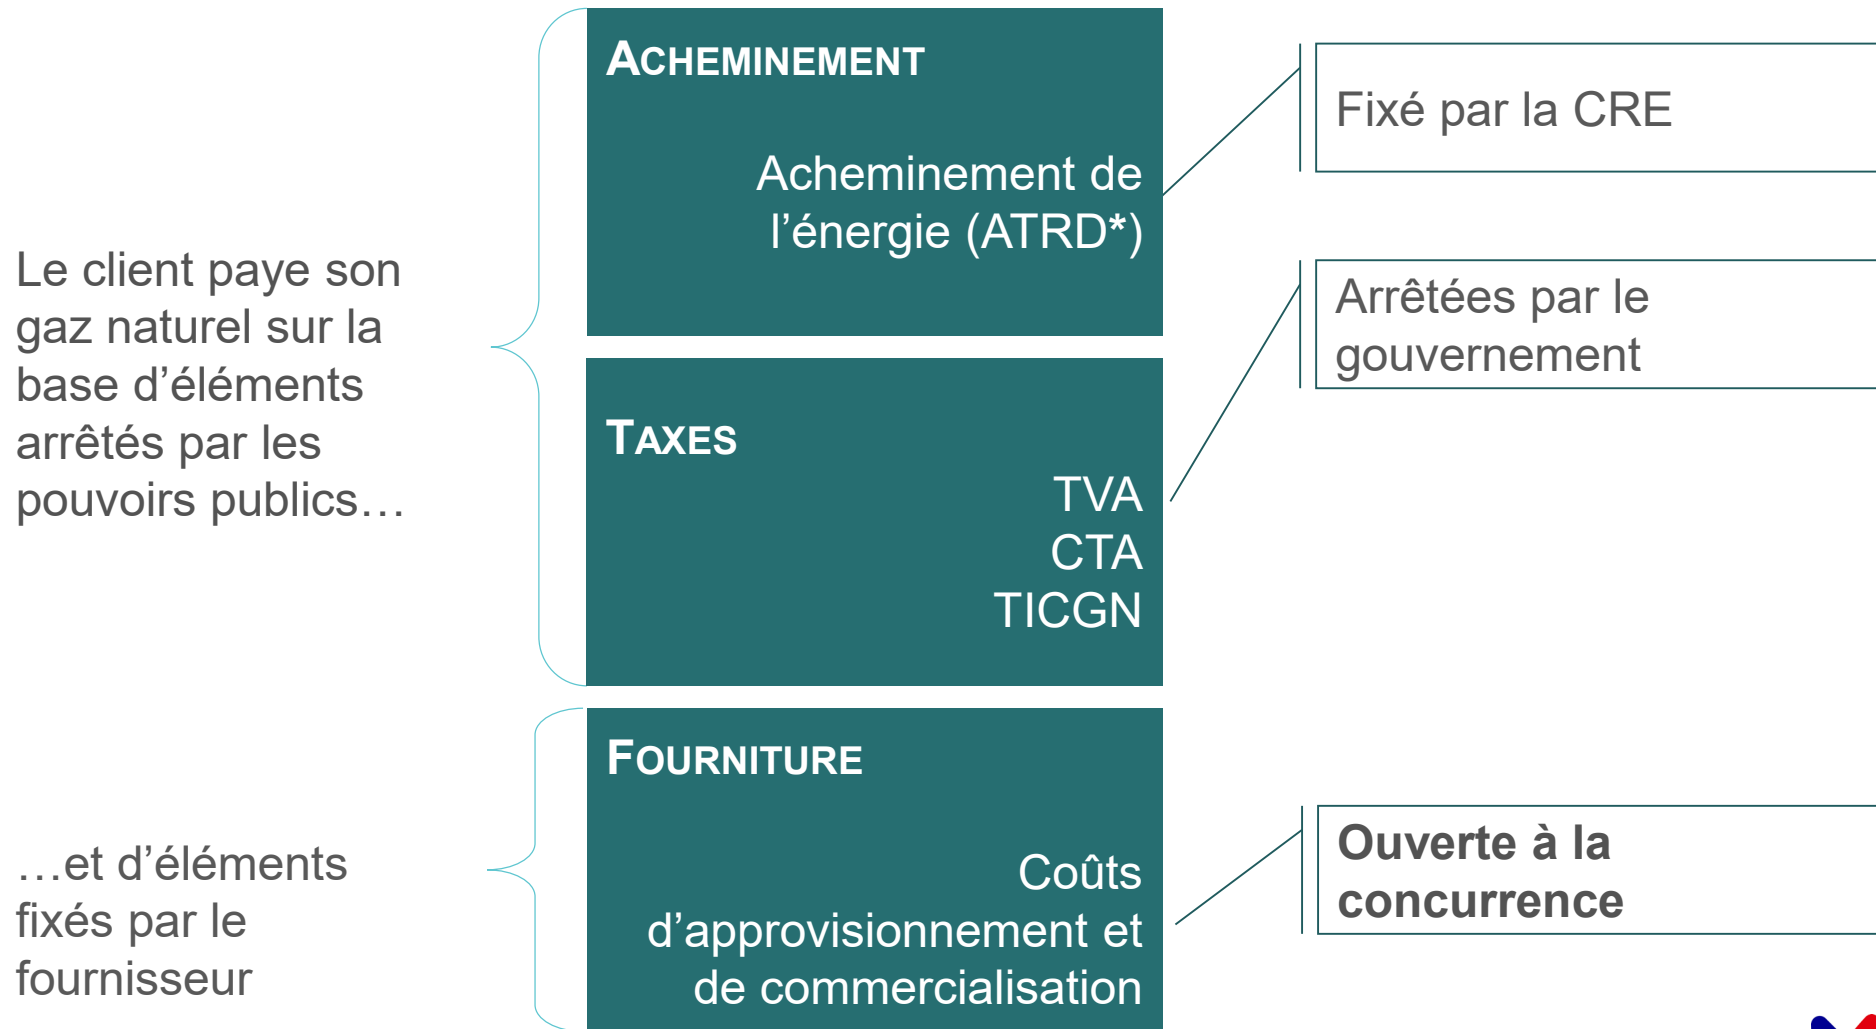 Le client paye son
gaz naturel sur la
base d’éléments
arrêtés par les
pouvoirs publics…
…et d’éléments
fixés par le
fournisseur
ACHEMINEMENT
Acheminement de
l’énergie (ATRD*)
TAXES
TVA
CTA
TICGN
FOURNITURE
Coûts
d’approvisionnement et
de commercialisation
Fixé par la CRE
Arrêtées par le
gouvernement
Ouverte à la
concurrence